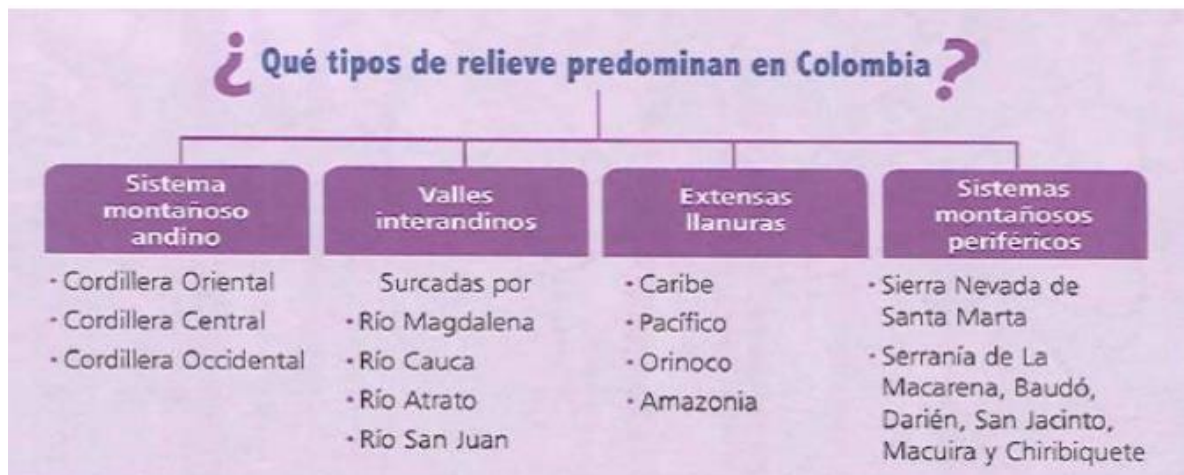 ¿Qué tipos de relieve predominan en Colombia?
Sistema
montañoso
andino
• Cordillera Oriental
• Cordillera Central
• Cordillera Occidental
Valles
interandinos
Surcadas por
• Río Magdalena
• Río Cauca
• Río Atrato
• Río San Juan
Extensas
llanuras
• Caribe
• Pacífico
• Orinoco
• Amazonia
Sistemas
montañosos
periféricos
• Sierra Nevada de
Santa Marta
• Serranía de La
Macarena, Baudó,
Darién, San Jacinto,
Macuira y Chiribiquete